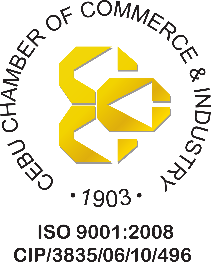 CEBU CHAMBER OF COMMERCE & INDUSTRY
• 1903 •
ISO 9001:2008
CIP/3835/06/10/496